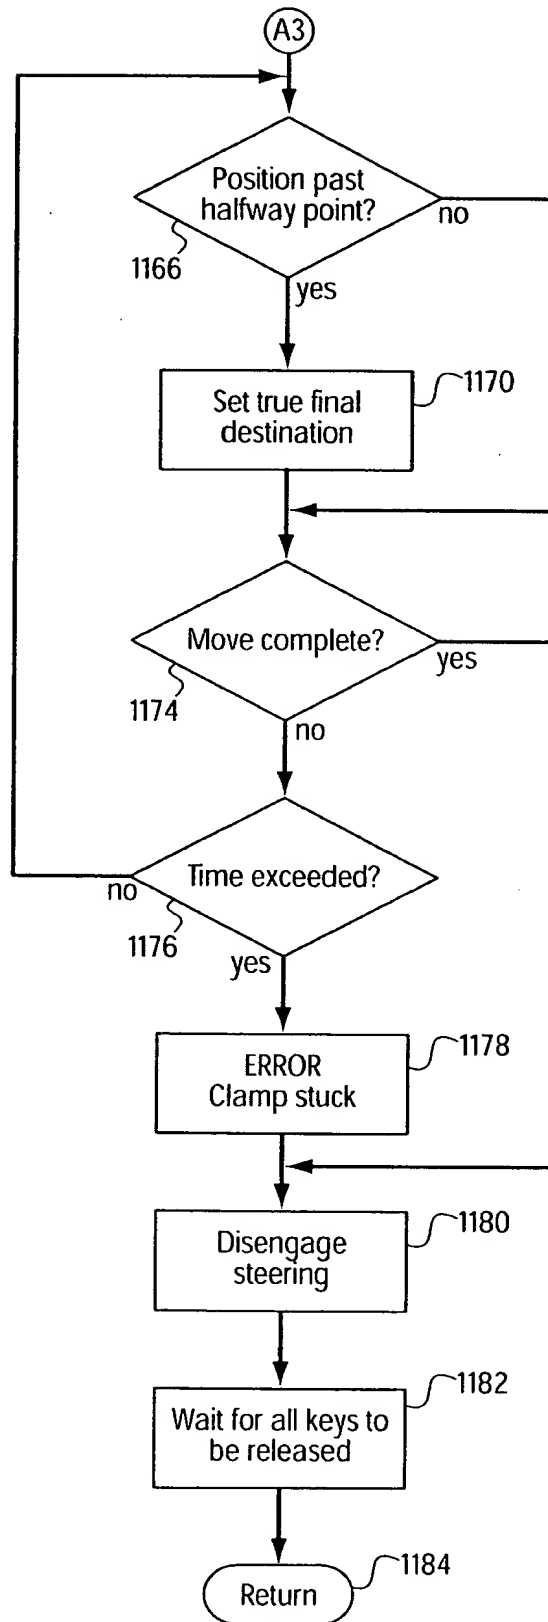 A3
Position past
halfway point?
no
1166
yes
1170
Set true final
destination
Move complete?
yes
1174
no
Time exceeded?
no
1176
yes
1178
ERROR
Clamp stuck
1180
Disengage
steering
1182
Wait for all keys to
be released
1184
Return